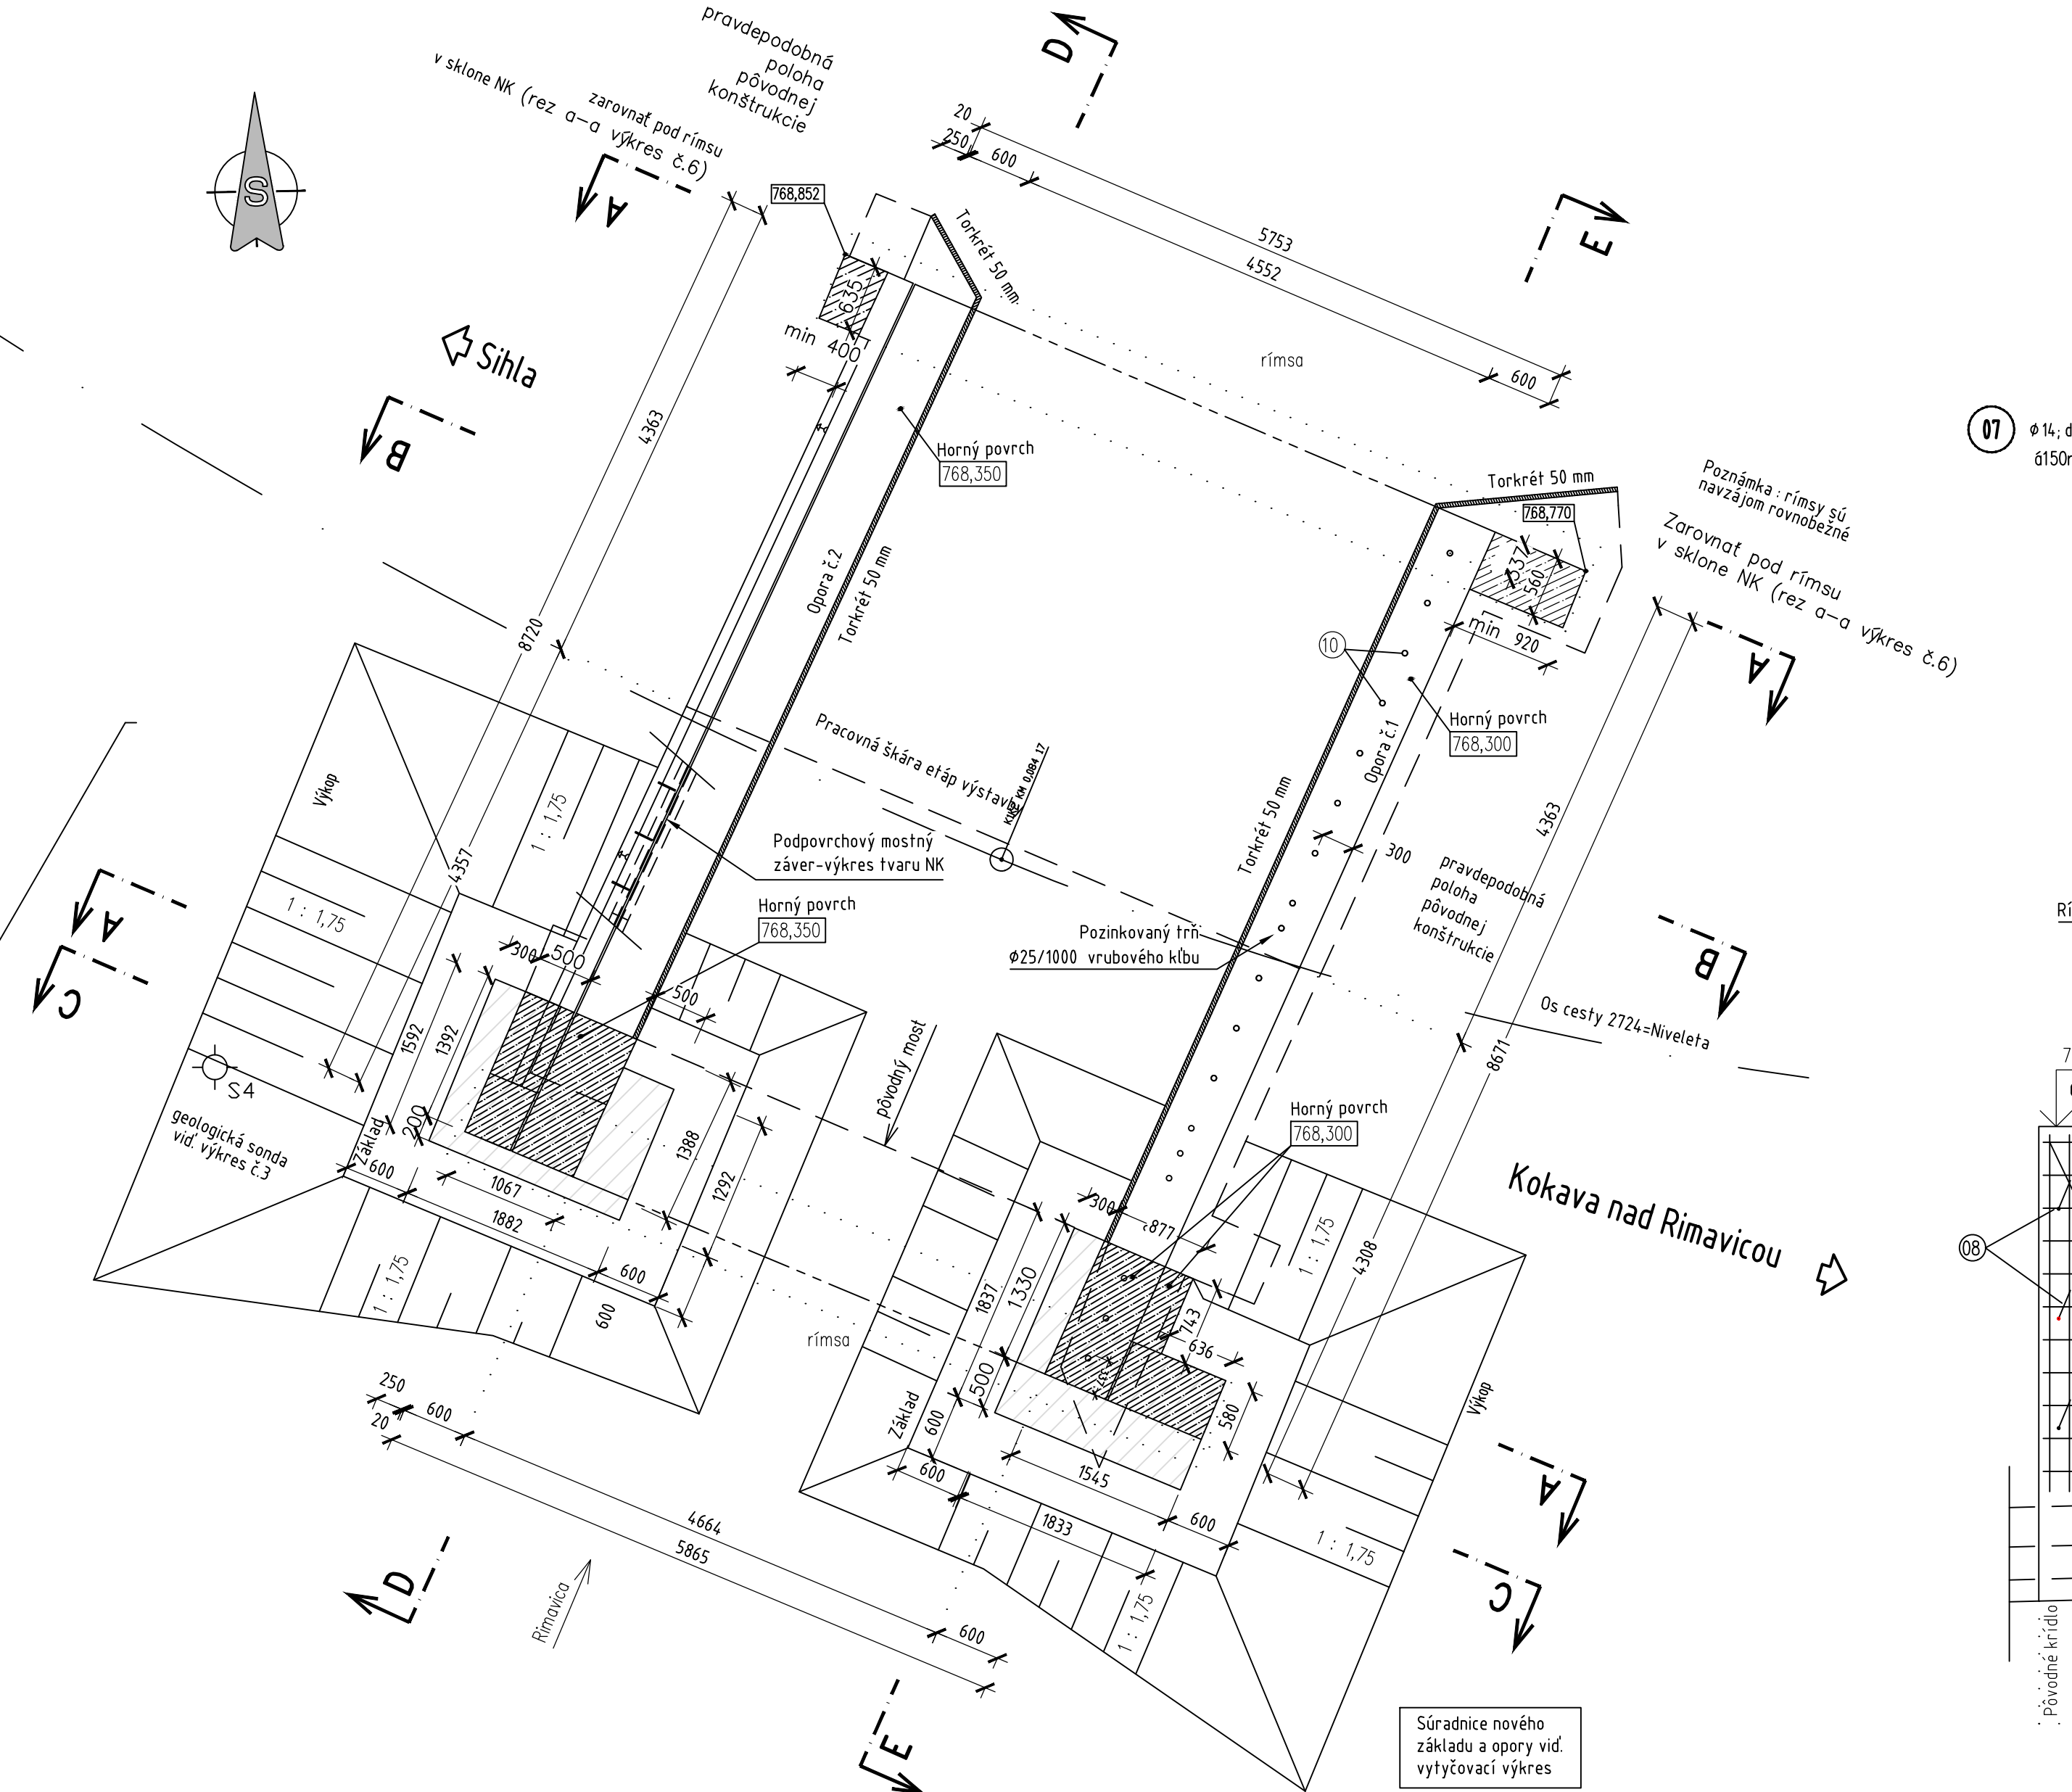 pravdepodobná
poloha
pôvodnej
konštrukcie
zarovnať pod rímsu
v sklone NK (rez a-a výkres č.6)
D
20
250
600
5753
4552
600
E
A
768,852
S
Torkrét 50 mm
635
min 400
Sihla
rímsa
B
4363
Horný povrch
768,350
07
ϕ14; d
Torkrét 50 mm
768,770
337
560
min 920
Poznámka : rímsy sú
navzájom rovnobežné
Zarovnať pod rímsu
v sklone NK (rez a-a výkres č.6)
A
8720
Opora č.2
Torkrét 50 mm
10
Horný povrch
768,300
Opora č.1
Výkop
1 : 1,75
Pracovná škára etáp výstavby
KM 0.084 17
Torkrét 50 mm
4363
300
pravdepodobná
poloha
pôvodnej
konštrukcie
Podpovrchový mostný
záver-výkres tvaru NK
4357
A
C
1 : 1,75
Horný povrch
768,350
300
500
500
Pozinkovaný tŕň
ϕ25/1000 vrubového kĺbu
B
Os cesty 2724=Niveleta
8671
1592
1392
200
S4
geologická sonda
viď. výkres č.3
Základ
600
1067
1882
600
600
1388
1292
1 : 1,75
pôvodný most
Horný povrch
768,300
Kokava nad Rimavicou
08
300
877
1 : 1,75
4308
1837
1330
743
636
580
500
600
rímsa
Základ
600
1545
1833
600
Výkop
1 : 1,75
1 : 1,75
A
C
250
20
600
4664
5865
600
D
Rimavica
E
Súradnice nového
základu a opory viď.
vytyčovací výkres
Pôvodné krídlo